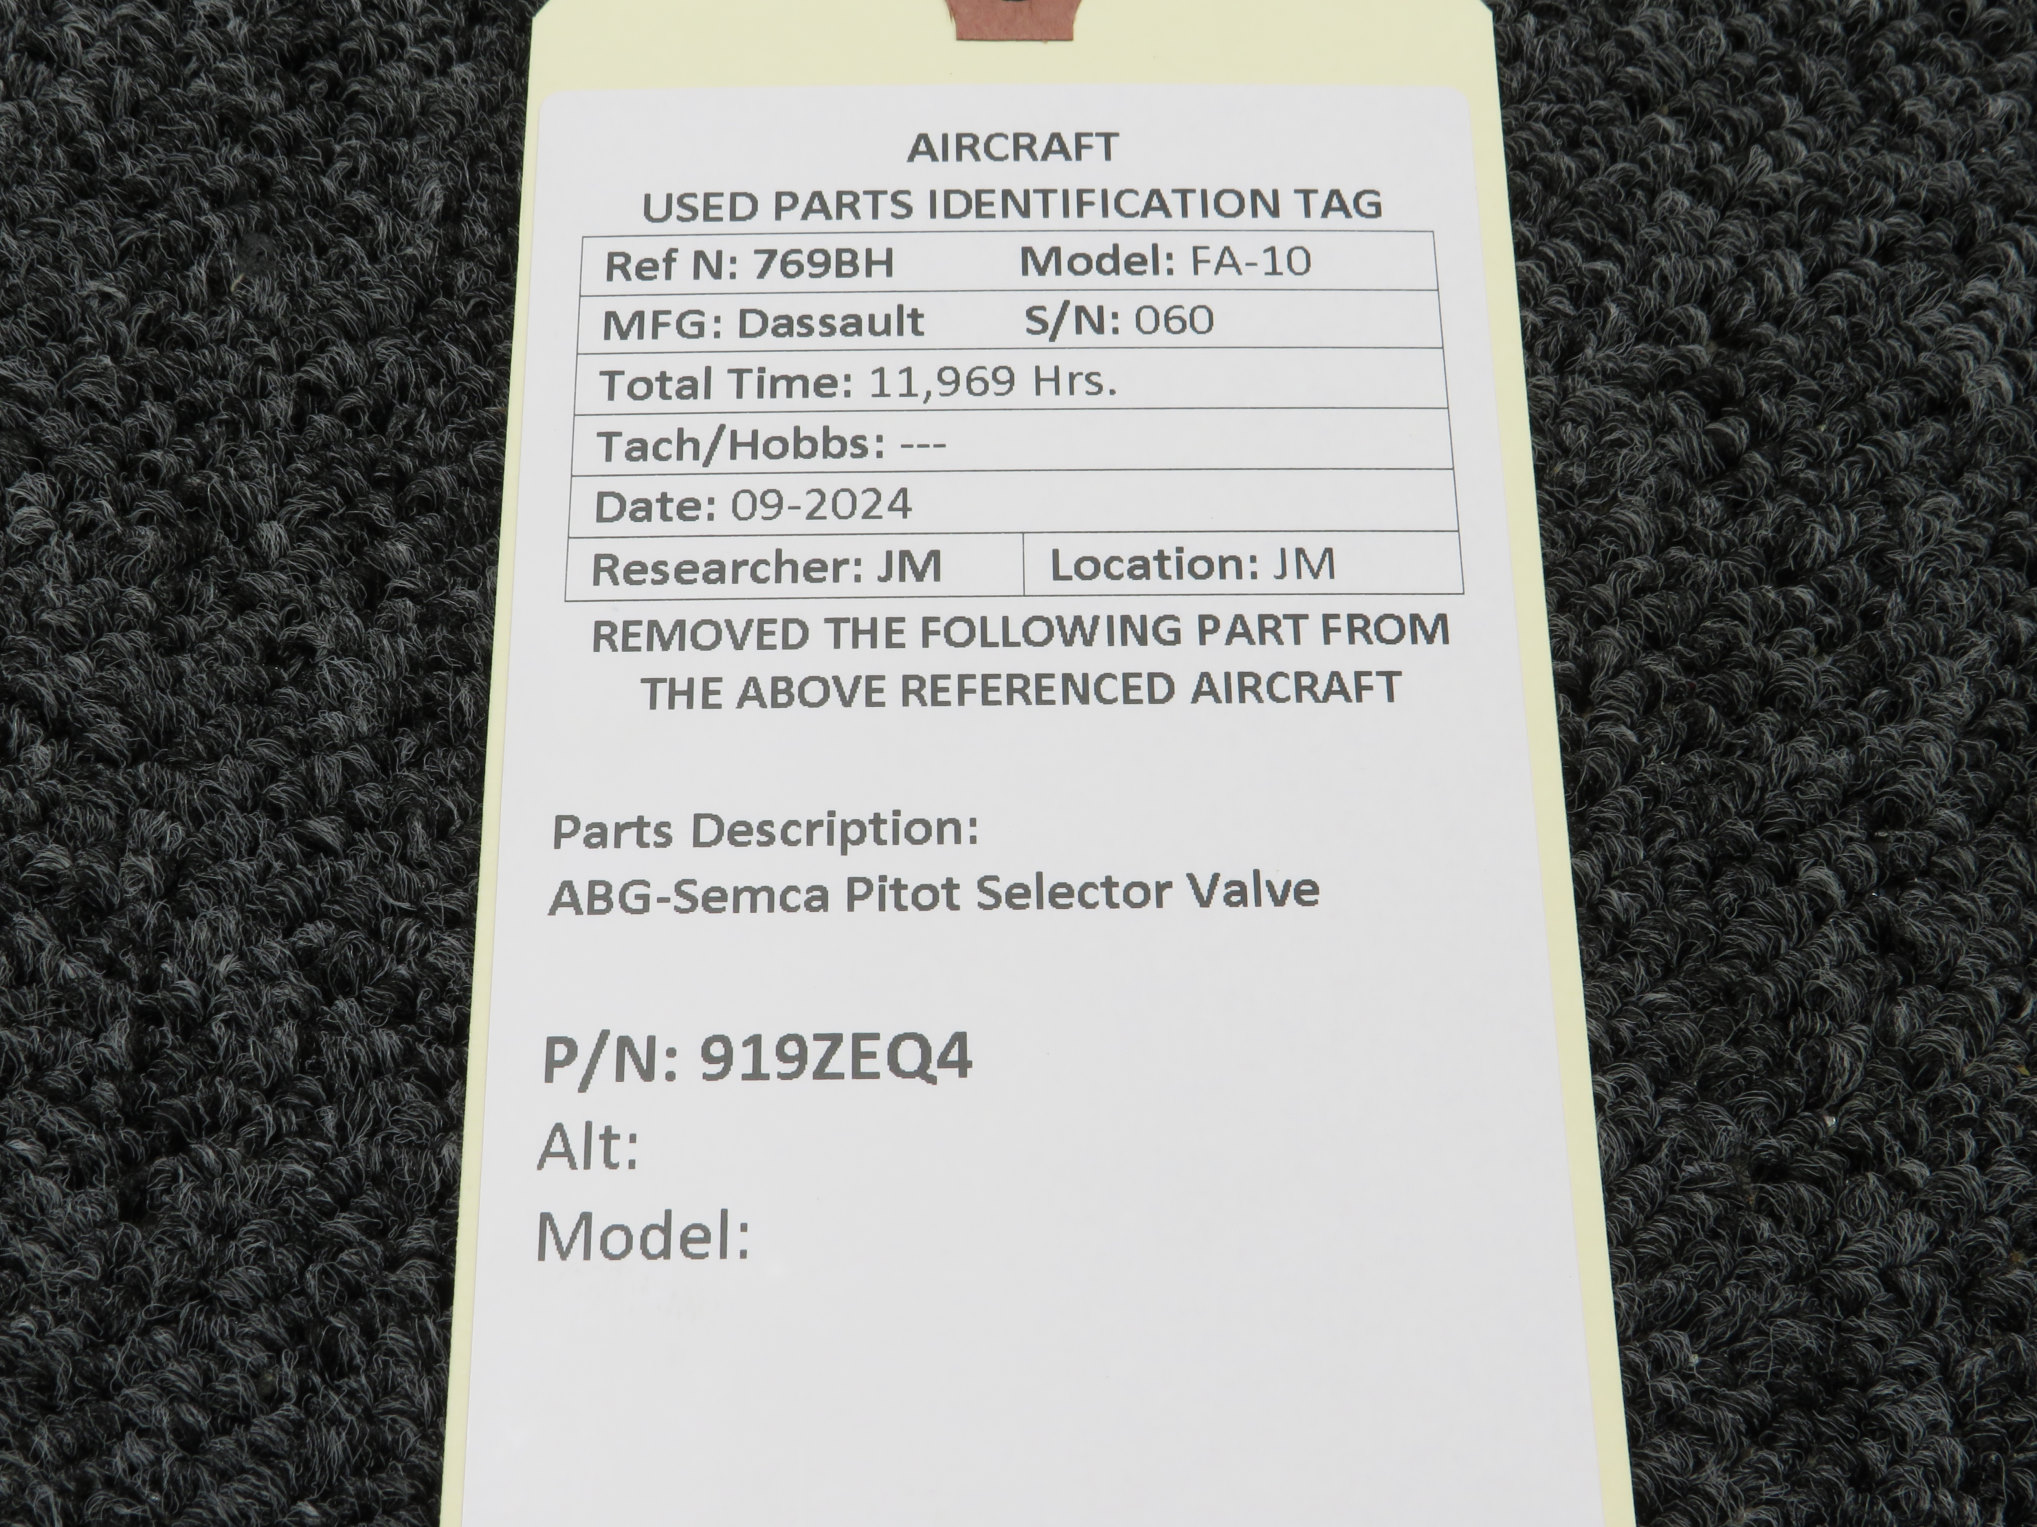 AIRCRAFT
USED PARTS IDENTIFICATION TAG
Ref N: 769BH Model: FA-10
MFG: Dassault S/N: 060
Total Time: 11,969 Hrs.
Tach/Hobbs: ---
Date: 09-2024
Researcher: JM Location: JM
REMOVED THE FOLLOWING PART FROM
THE ABOVE REFERENCED AIRCRAFT
Parts Description:
ABG-Semca Pitot Selector Valve
P/N: 919ZEQ4
Alt:
Model: